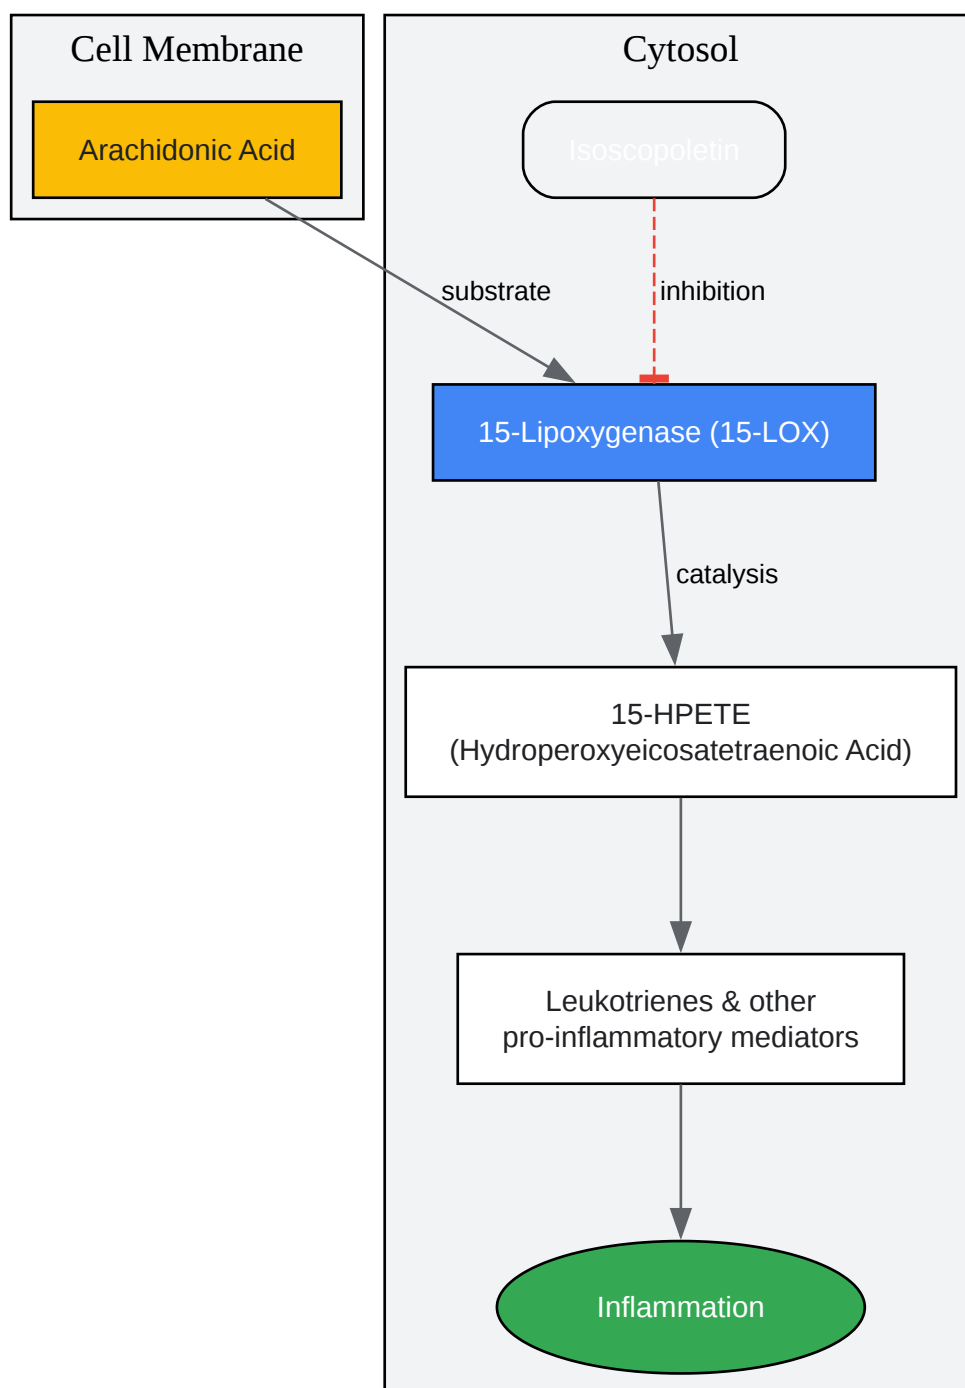 Cell Membrane
Cytosol
Arachidonic Acid
Isoscopoletin
substrate
inhibition
15-Lipoxygenase (15-LOX)
catalysis
15-HPETE
(Hydroperoxyeicosatetraenoic Acid)
Leukotrienes & other
pro-inflammatory mediators
Inflammation